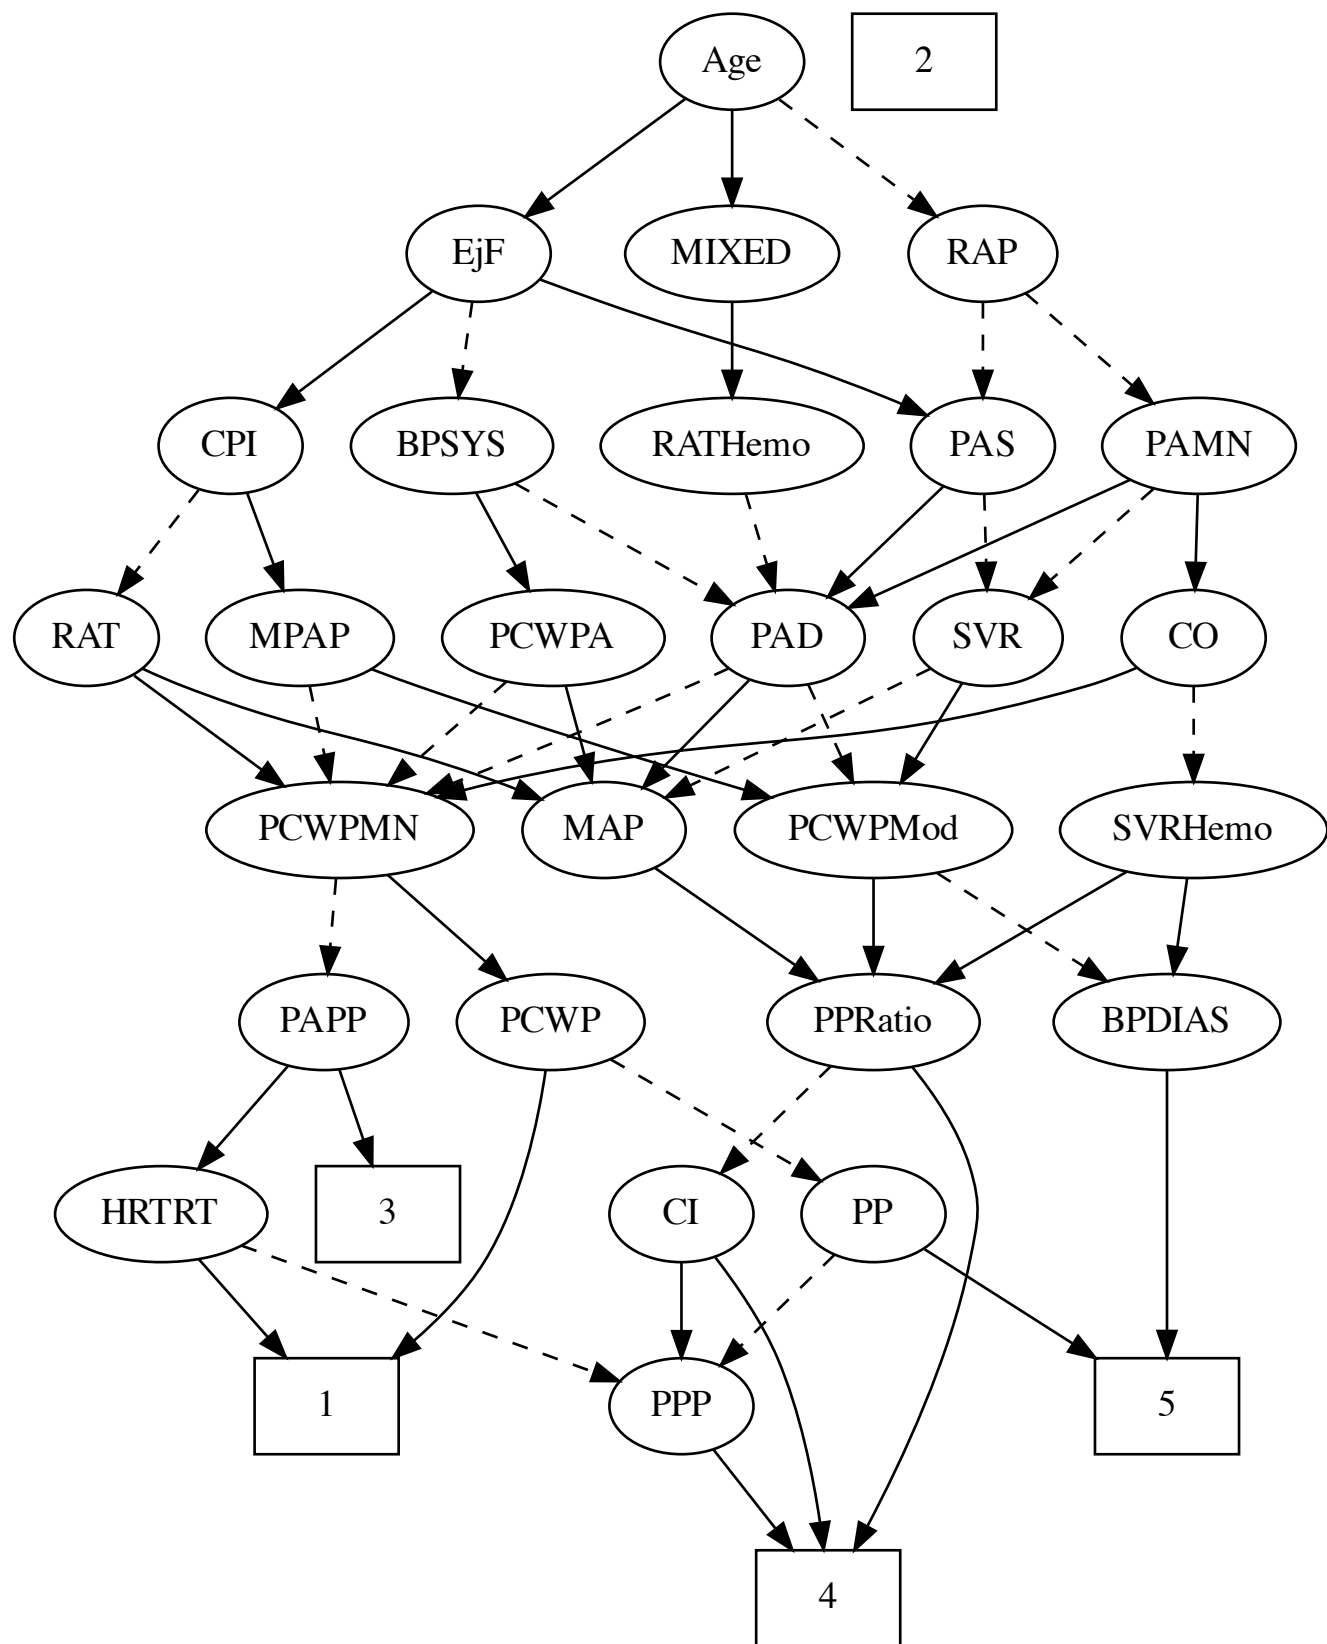 Age
2
EjF
MIXED
RAP
CPI
BPSYS
RATHemo
PAS
PAMN
RAT
MPAP
PCWPA
PAD
SVR
CO
PCWPMN
MAP
PCWPMod
SVRHemo
PAPP
PCWP
PPRatio
BPDIAS
HRTRT
3
CI
PP
1
PPP
5
4